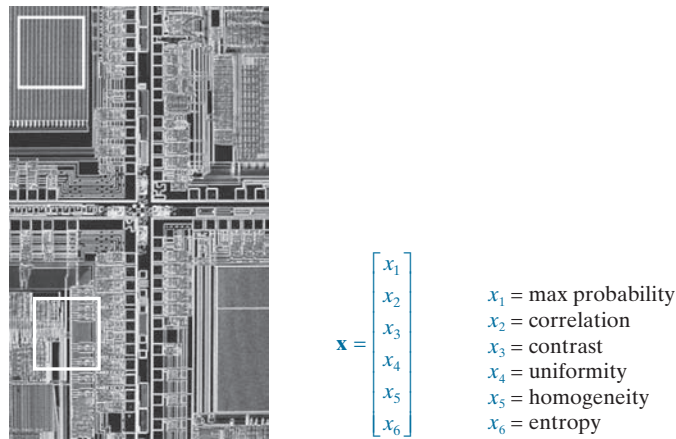 x = [x1
x2
x3
x4
x5
x6]
x1 = max probability
x2 = correlation
x3 = contrast
x4 = uniformity
x5 = homogeneity
x6 = entropy